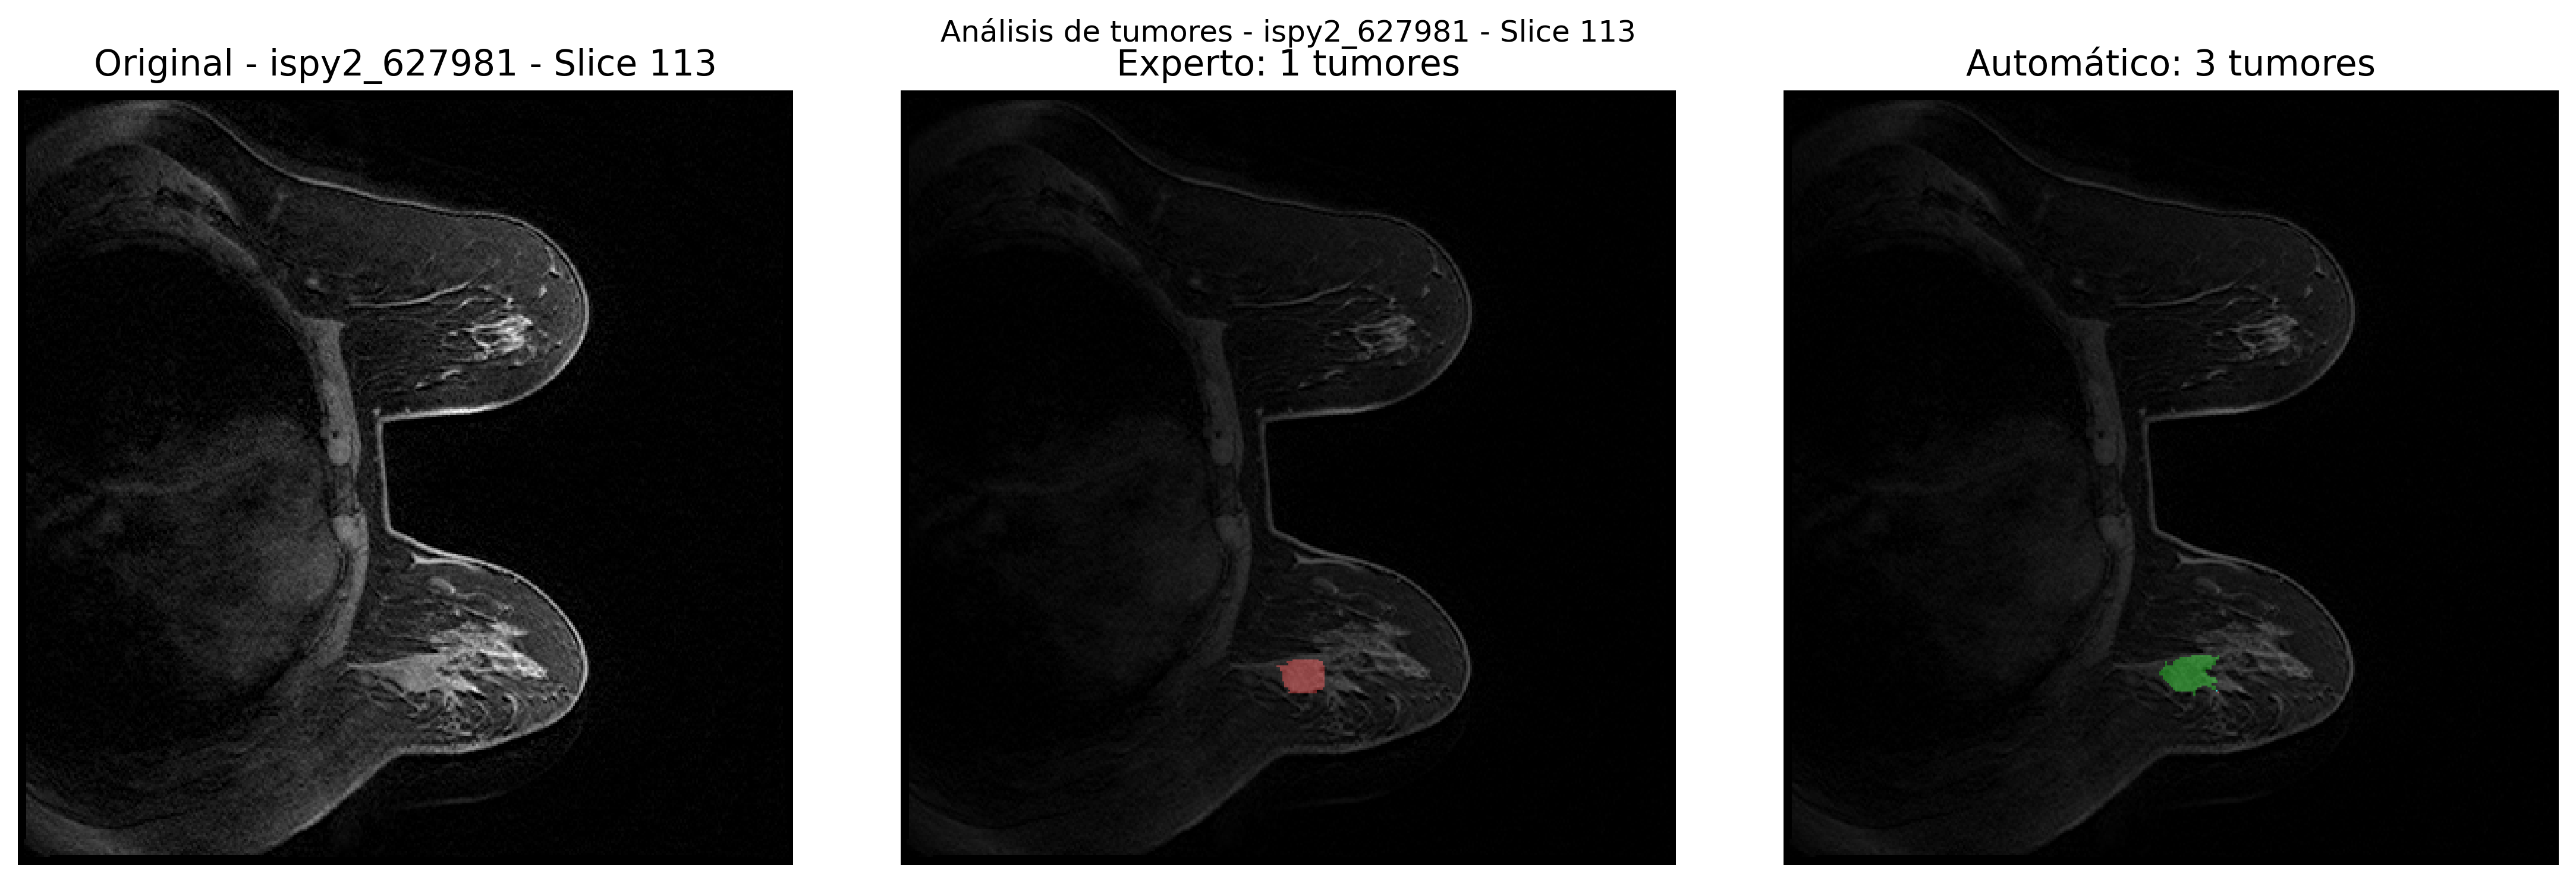 Análisis de tumores - ispy2_627981 - Slice 113
Original - ispy2_627981 - Slice 113
Experto: 1 tumores
Automático: 3 tumores